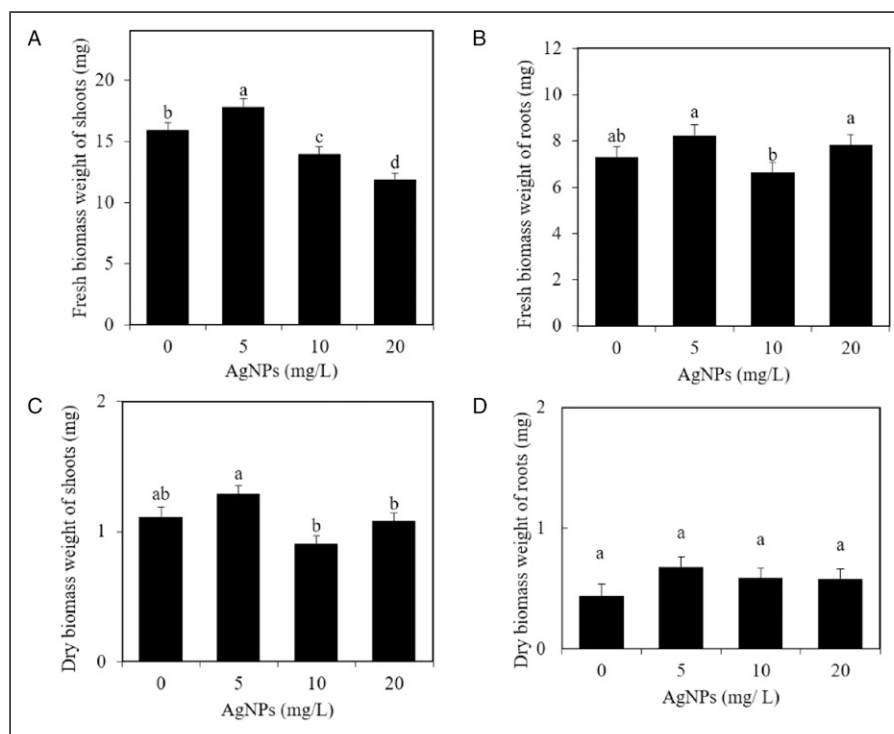 A
Fresh biomass weight of shoots (mg)
20
15
10
5
0
b
a
c
d
0 5 10 20
AgNPs (mg/L)
B
Fresh biomass weight of roots (mg)
12
10
8
6
4
2
0
ab
a
b
a
0 5 10 20
AgNPs (mg/L)
C
Dry biomass weight of shoots (mg)
2
1
0
ab
a
b
b
0 5 10 20
AgNPs (mg/L)
D
Dry biomass weight of roots (mg)
2
1
0
a
a
a
a
0 5 10 20
AgNPs (mg/ L)